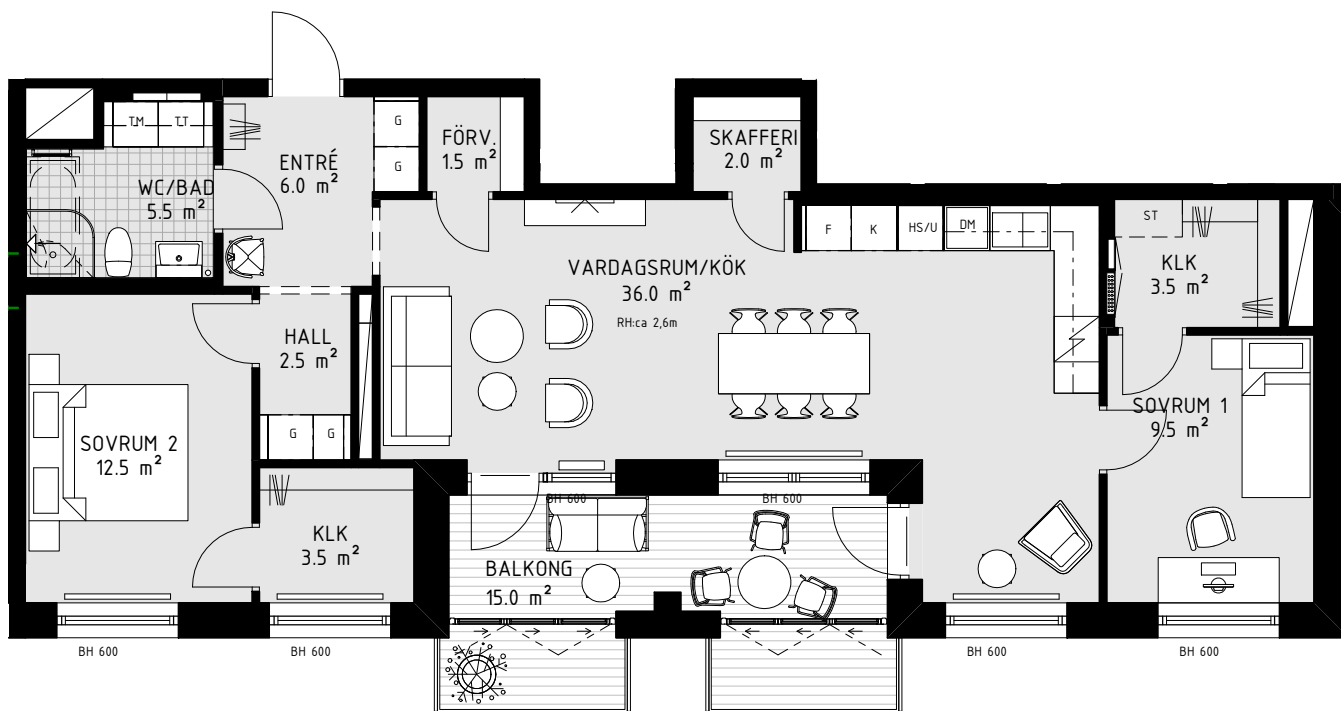 TM
TT
WC/BAD
5.5 m²
ENTRÉ
6.0 m²
G
G
FÖRV.
1.5 m²
SKAFFERI
2.0 m²
F
K
HS/U
DM
ST
KLK
3.5 m²
VARDAGSRUM/KÖK
36.0 m²
RH:ca 2,6m
HALL
2.5 m²
G
G
SOVRUM 2
12.5 m²
SOVRUM 1
9.5 m²
KLK
3.5 m²
BH 600
BH 600
BALKONG
15.0 m²
BH 600
BH 600
BH 600
BH 600